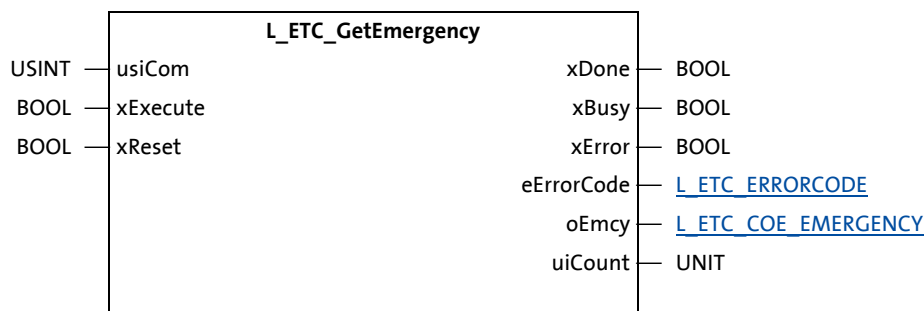 L_ETC_GetEmergency
USINT usiCom xDone BOOL
BOOL xExecute xBusy BOOL
BOOL xReset xError BOOL
eErrorCode L_ETC_ERRORCODE
oEmcy L_ETC_COE_EMERGENCY
uiCount UNIT